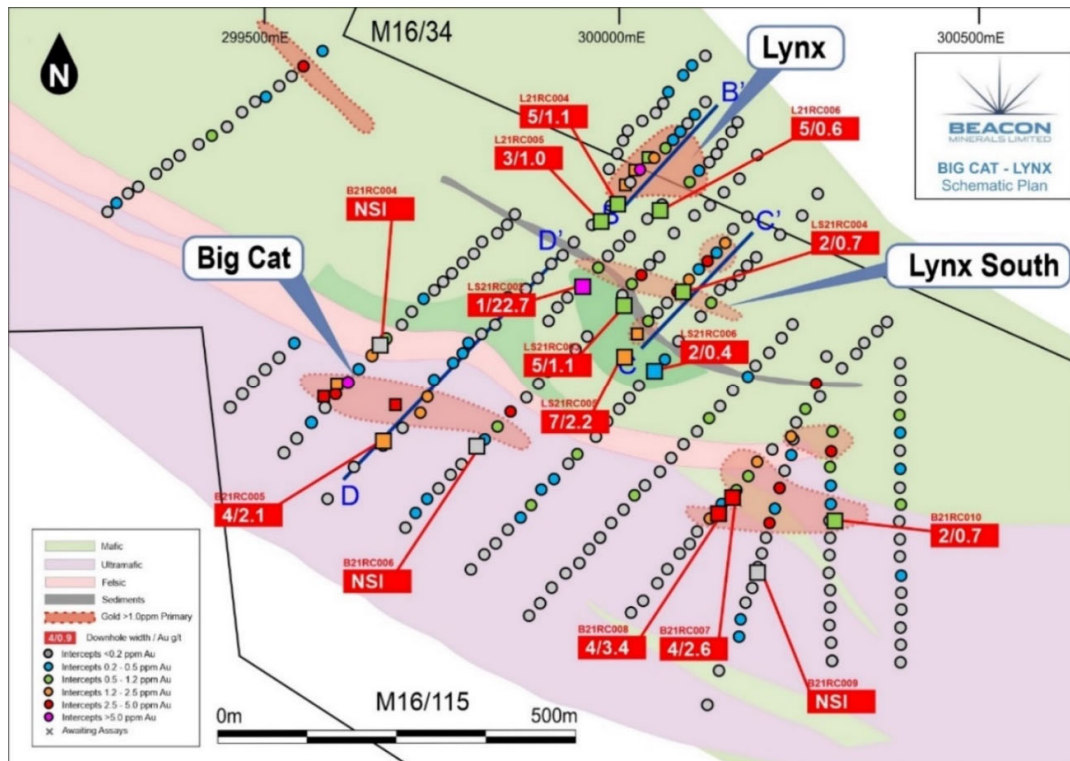 299500mE
300000mE
300500mE
M16/34
N
Lynx
BEACON
MINERALS LIMITED
BIG CAT - LYNX
Schematic Plan
L21RC004
5/1.1
B'
L21RC006
5/0.6
L21RC005
3/1.0
B
B21RC004
NSI
C'
LS21RC004
2/0.7
D'
Big Cat
Lynx South
LS21RC002
1/22.7
LS21RC006
2/0.4
5/1.1
C
LS21RC005
7/2.2
D
B21RC005
4/2.1
B21RC006
NSI
B21RC010
2/0.7
B21RC008
4/3.4
B21RC007
4/2.6
B21RC009
NSI
Mafic
Ultramafic
Felsic
Sediments
Gold >1.0ppm Primary
4/0.9 Downhole width / Au g/t
Intercepts <0.2 ppm Au
Intercepts 0.2 - 0.5 ppm Au
Intercepts 0.5 - 1.2 ppm Au
Intercepts 1.2 - 2.5 ppm Au
Intercepts 2.5 - 5.0 ppm Au
Intercepts >5.0 ppm Au
Awaiting Assays
M16/115
0m
500m